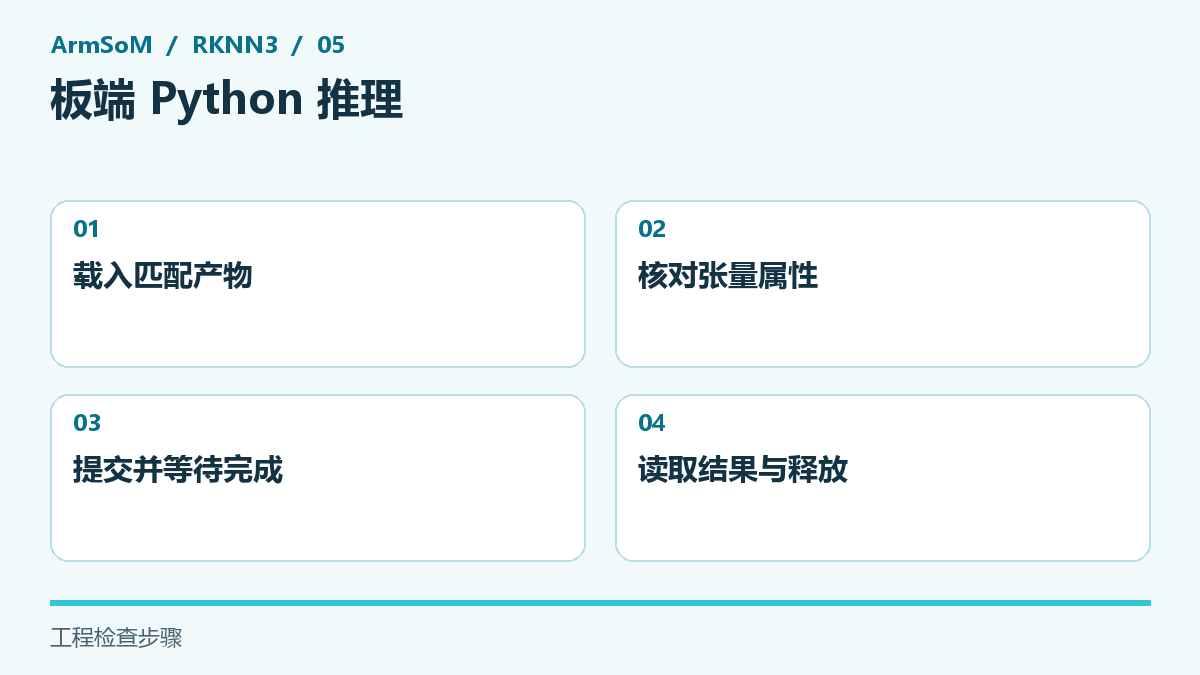 ArmSoM / RKNN3 / 05
板端 Python 推理
01
载入匹配产物
02
核对张量属性
03
提交并等待完成
04
读取结果与释放
工程检查步骤